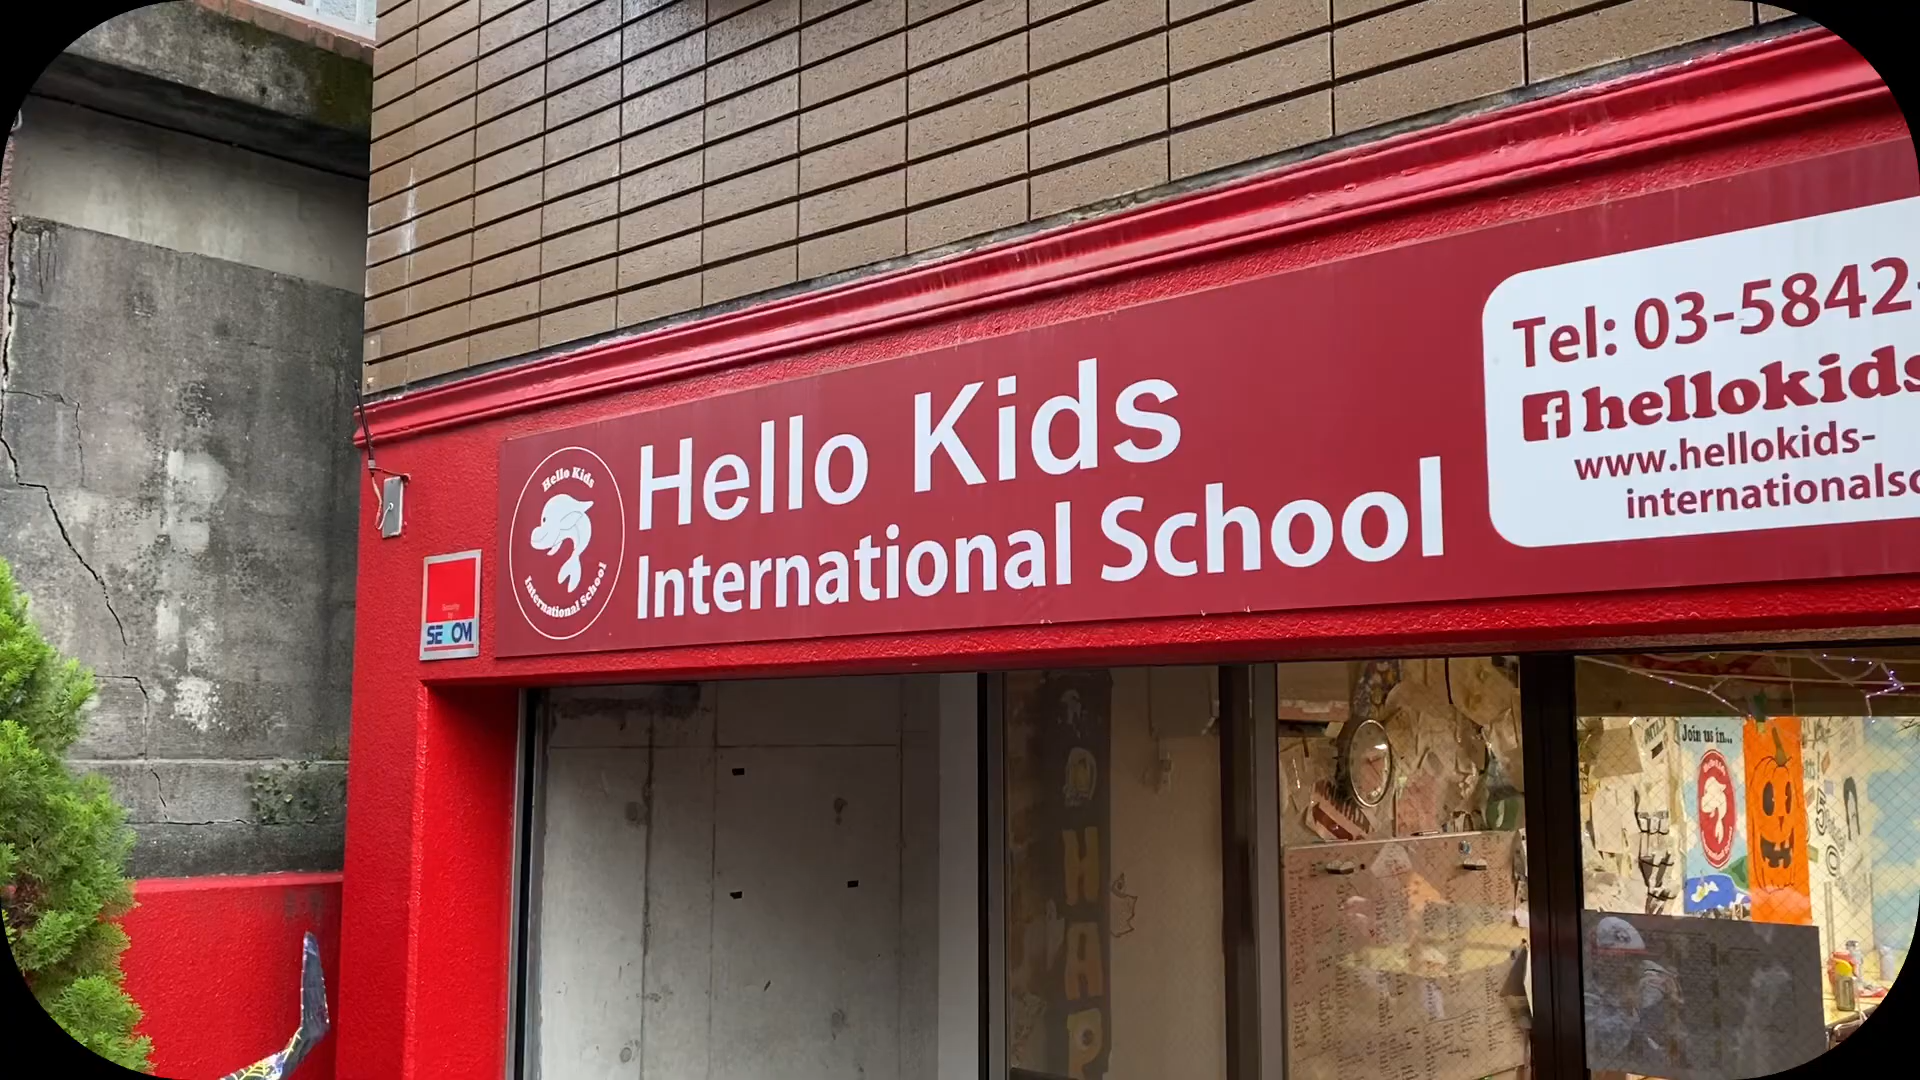 Hello Kids
International School
Hello Kids
International School
Tel: 03-5842-
hellokids
www.hellokids-
internationalsc
SECOM
Join us in...
HAP